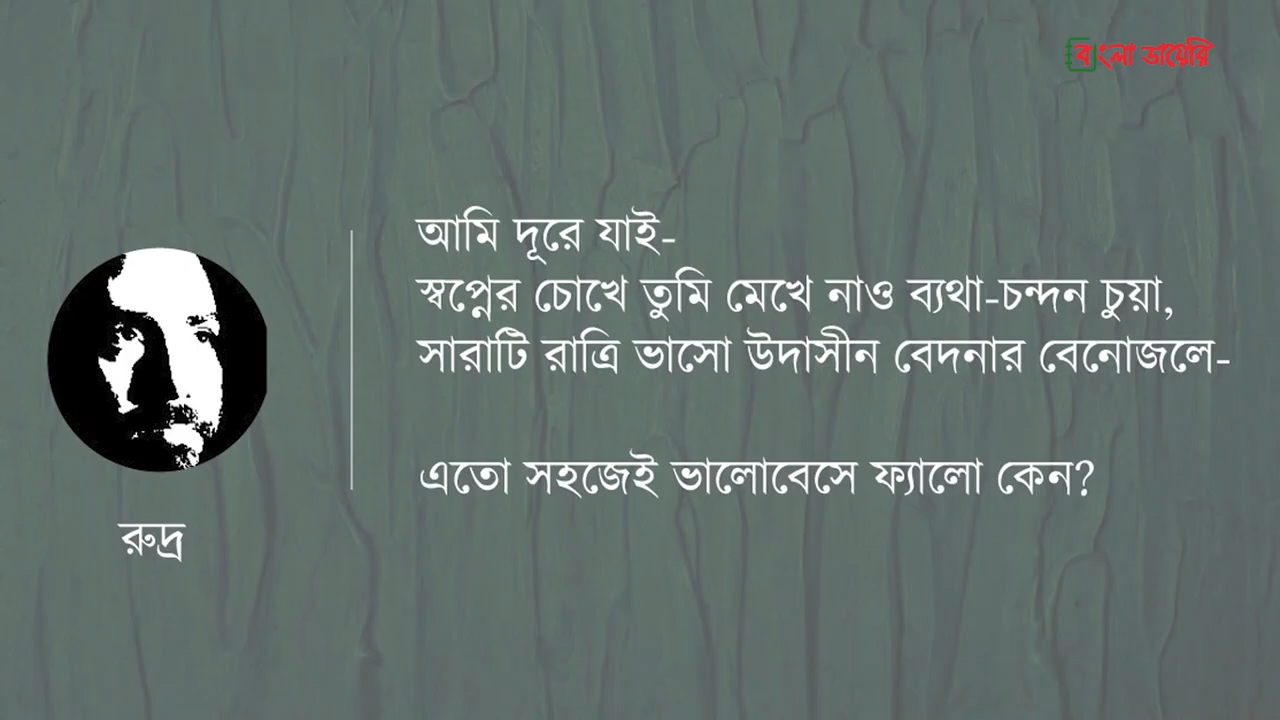 বাংলা ডায়েরি
আমি দূরে যাই-
স্বপ্নের চোখে তুমি মেখে নাও ব্যথা-চন্দন চুয়া,
সারাটি রাত্রি ভাসো উদাসীন বেদনার বেনোজলে-
এতো সহজেই ভালোবেসে ফ্যালো কেন?
রুদ্র